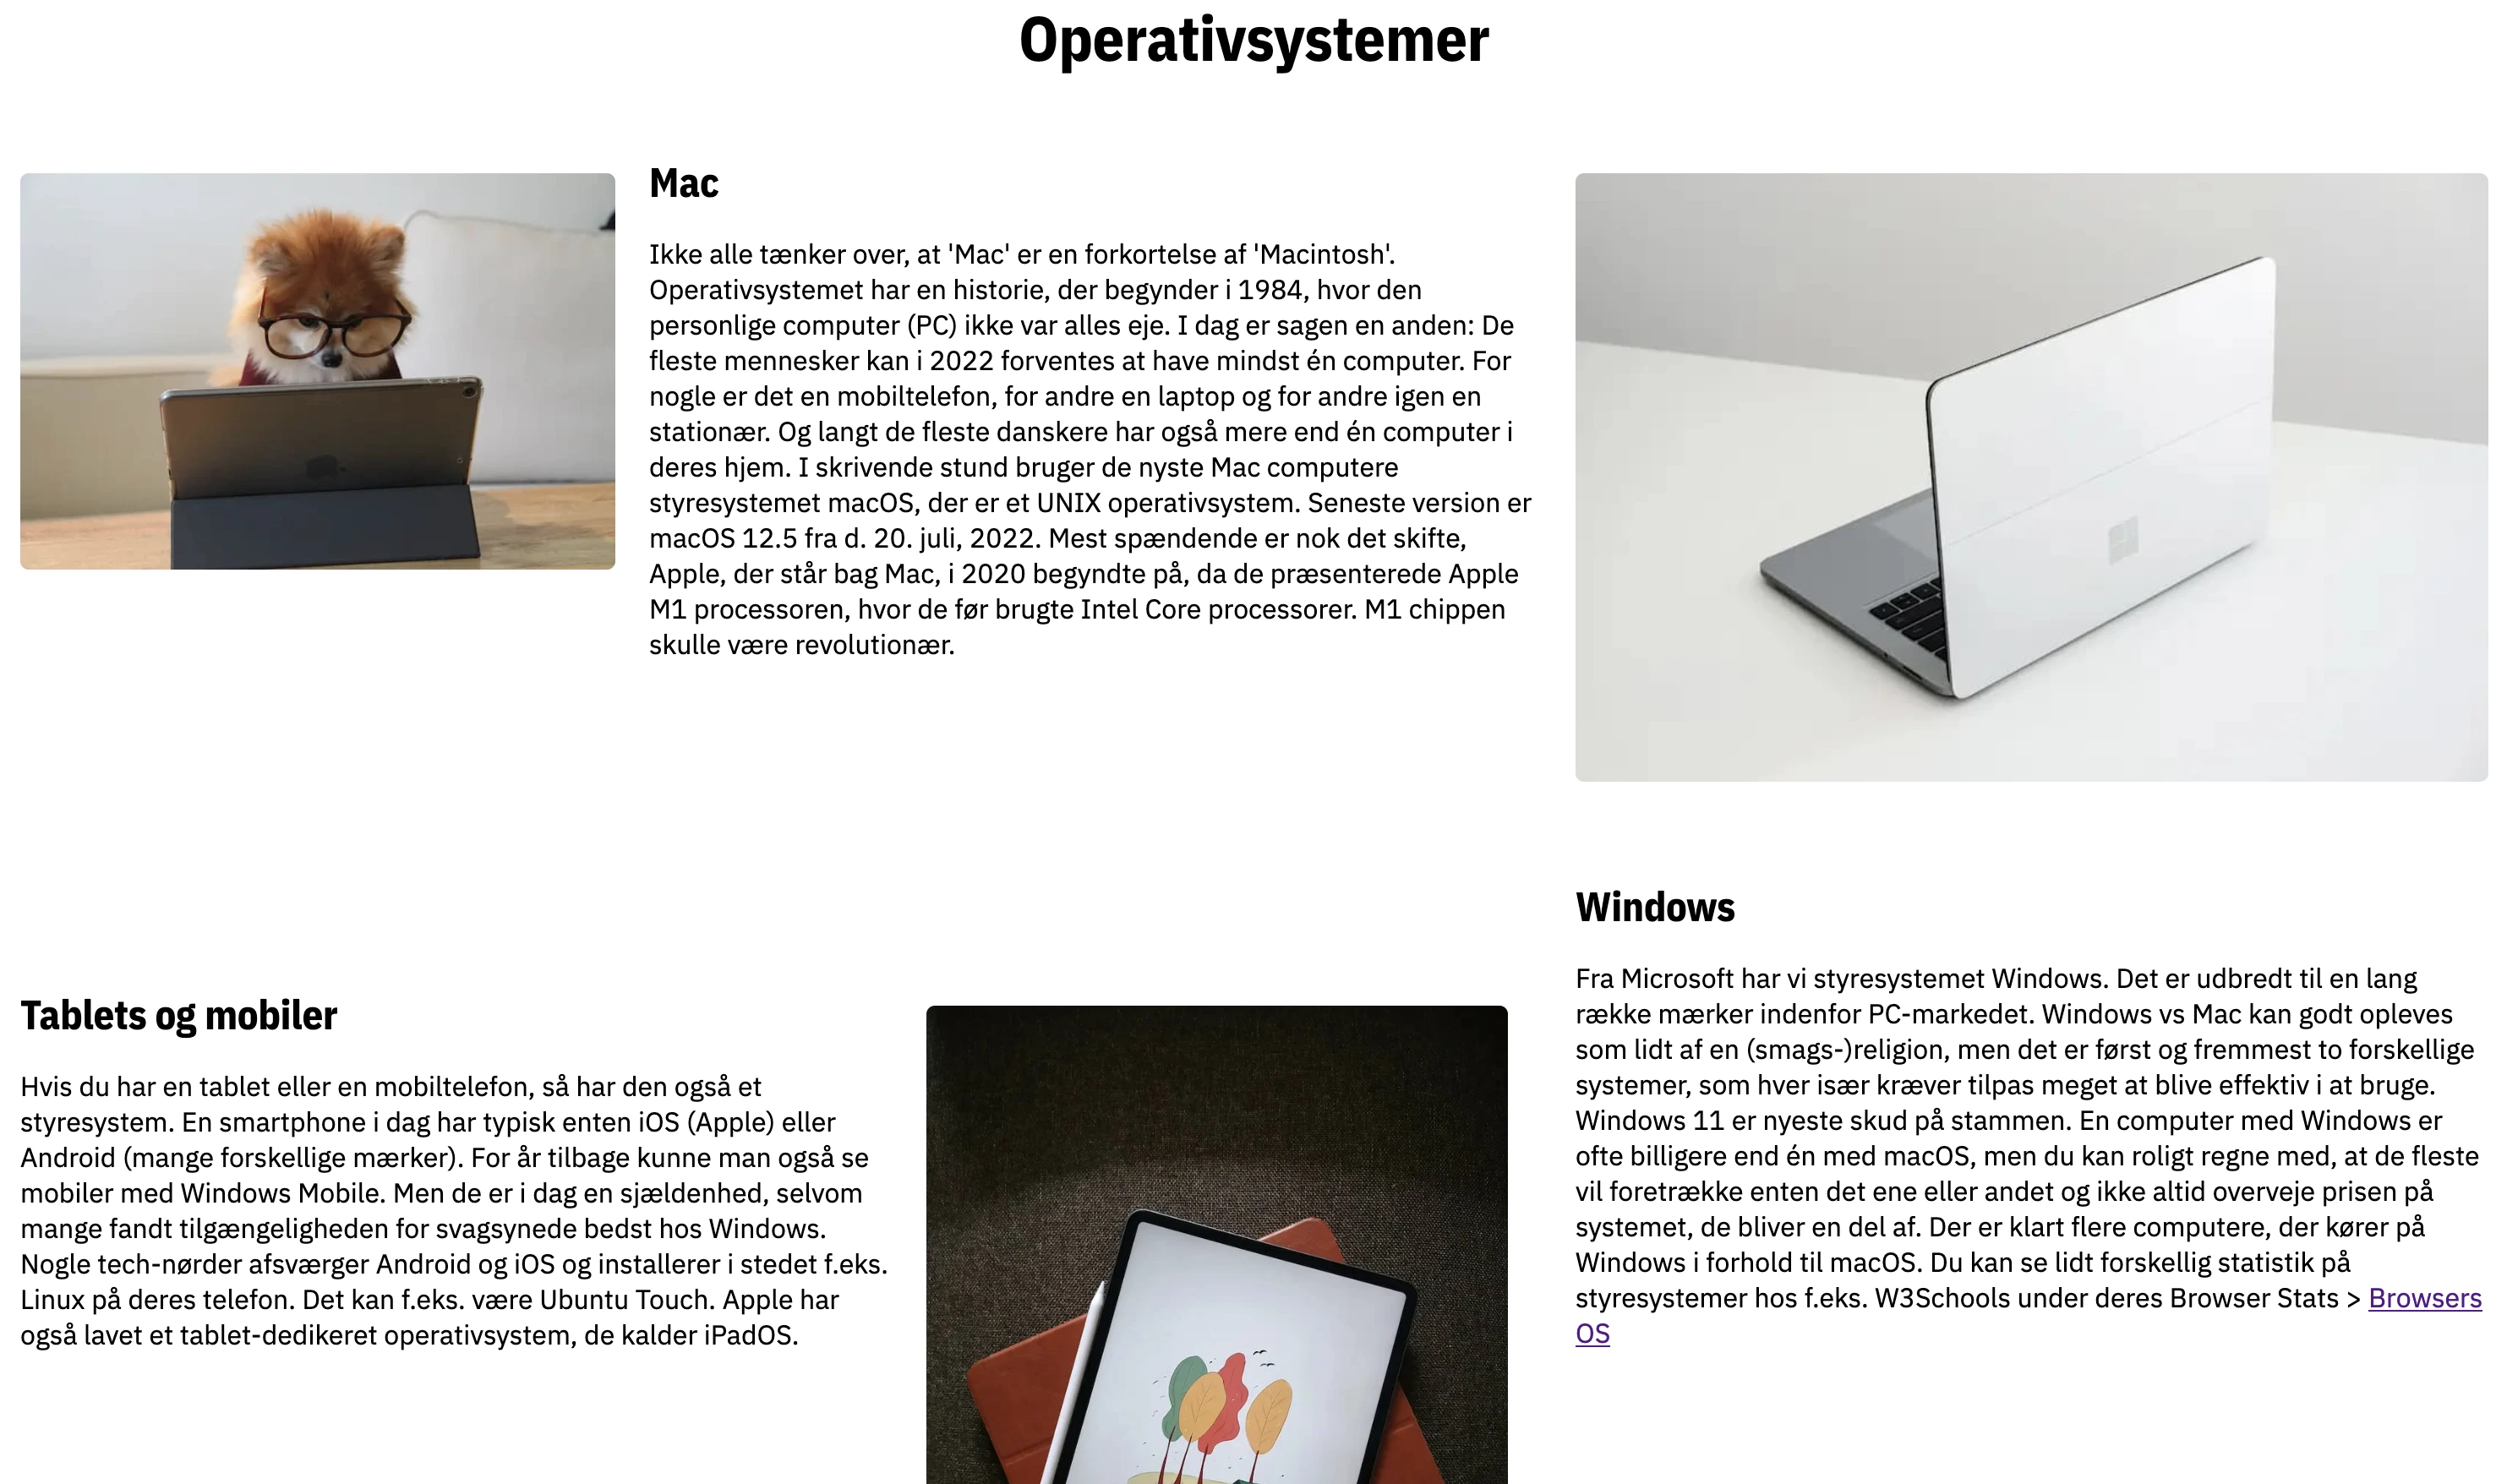 Operativsystemer
Mac
Ikke alle tænker over, at 'Mac' er en forkortelse af 'Macintosh'.
Operativsystemet har en historie, der begynder i 1984, hvor den
personlige computer (PC) ikke var alles eje. I dag er sagen en anden: De
fleste mennesker kan i 2022 forventes at have mindst én computer. For
nogle er det en mobiltelefon, for andre en laptop og for andre igen en
stationær. Og langt de fleste danskere har også mere end én computer i
deres hjem. I skrivende stund bruger de nyste Mac computere
styresystemet macOS, der er et UNIX operativsystem. Seneste version er
macOS 12.5 fra d. 20. juli, 2022. Mest spændende er nok det skifte,
Apple, der står bag Mac, i 2020 begyndte på, da de præsenterede Apple
M1 processoren, hvor de før brugte Intel Core processorer. M1 chippen
skulle være revolutionær.
Windows
Fra Microsoft har vi styresystemet Windows. Det er udbredt til en lang
række mærker indenfor PC-markedet. Windows vs Mac kan godt opleves
som lidt af en (smags-)religion, men det er først og fremmest to forskellige
systemer, som hver især kræver tilpas meget at blive effektiv i at bruge.
Windows 11 er nyeste skud på stammen. En computer med Windows er
ofte billigere end én med macOS, men du kan roligt regne med, at de fleste
vil foretrække enten det ene eller andet og ikke altid overveje prisen på
systemet, de bliver en del af. Der er klart flere computere, der kører på
Windows i forhold til macOS. Du kan se lidt forskellig statistik på
styresystemer hos f.eks. W3Schools under deres Browser Stats > Browsers
OS
Tablets og mobiler
Hvis du har en tablet eller en mobiltelefon, så har den også et
styresystem. En smartphone i dag har typisk enten iOS (Apple) eller
Android (mange forskellige mærker). For år tilbage kunne man også se
mobiler med Windows Mobile. Men de er i dag en sjældenhed, selvom
mange fandt tilgængeligheden for svagsynede bedst hos Windows.
Nogle tech-nørder afsværger Android og iOS og installerer i stedet f.eks.
Linux på deres telefon. Det kan f.eks. være Ubuntu Touch. Apple har
også lavet et tablet-dedikeret operativsystem, de kalder iPadOS.